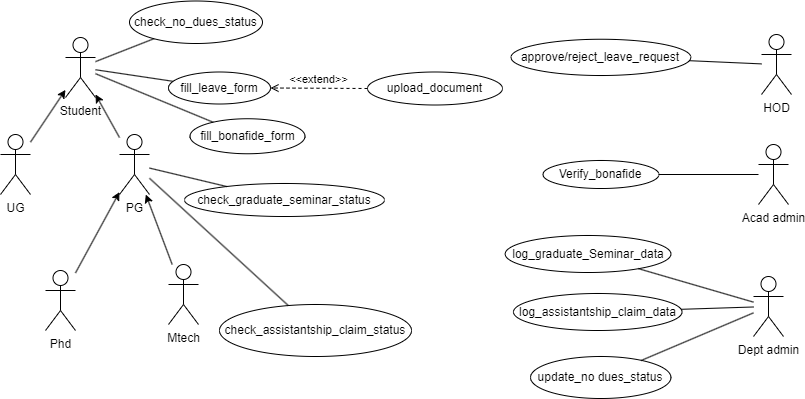 check_no_dues_status
approve/reject_leave_request
<<extend>>
fill_leave_form
upload_document
HOD
Student
fill_bonafide_form
Verify_bonafide
UG
PG
check_graduate_seminar_status
Acad admin
log_graduate_Seminar_data
log_assistantship_claim_data
check_assistantship_claim_status
Phd
Mtech
Dept admin
update_no dues_status